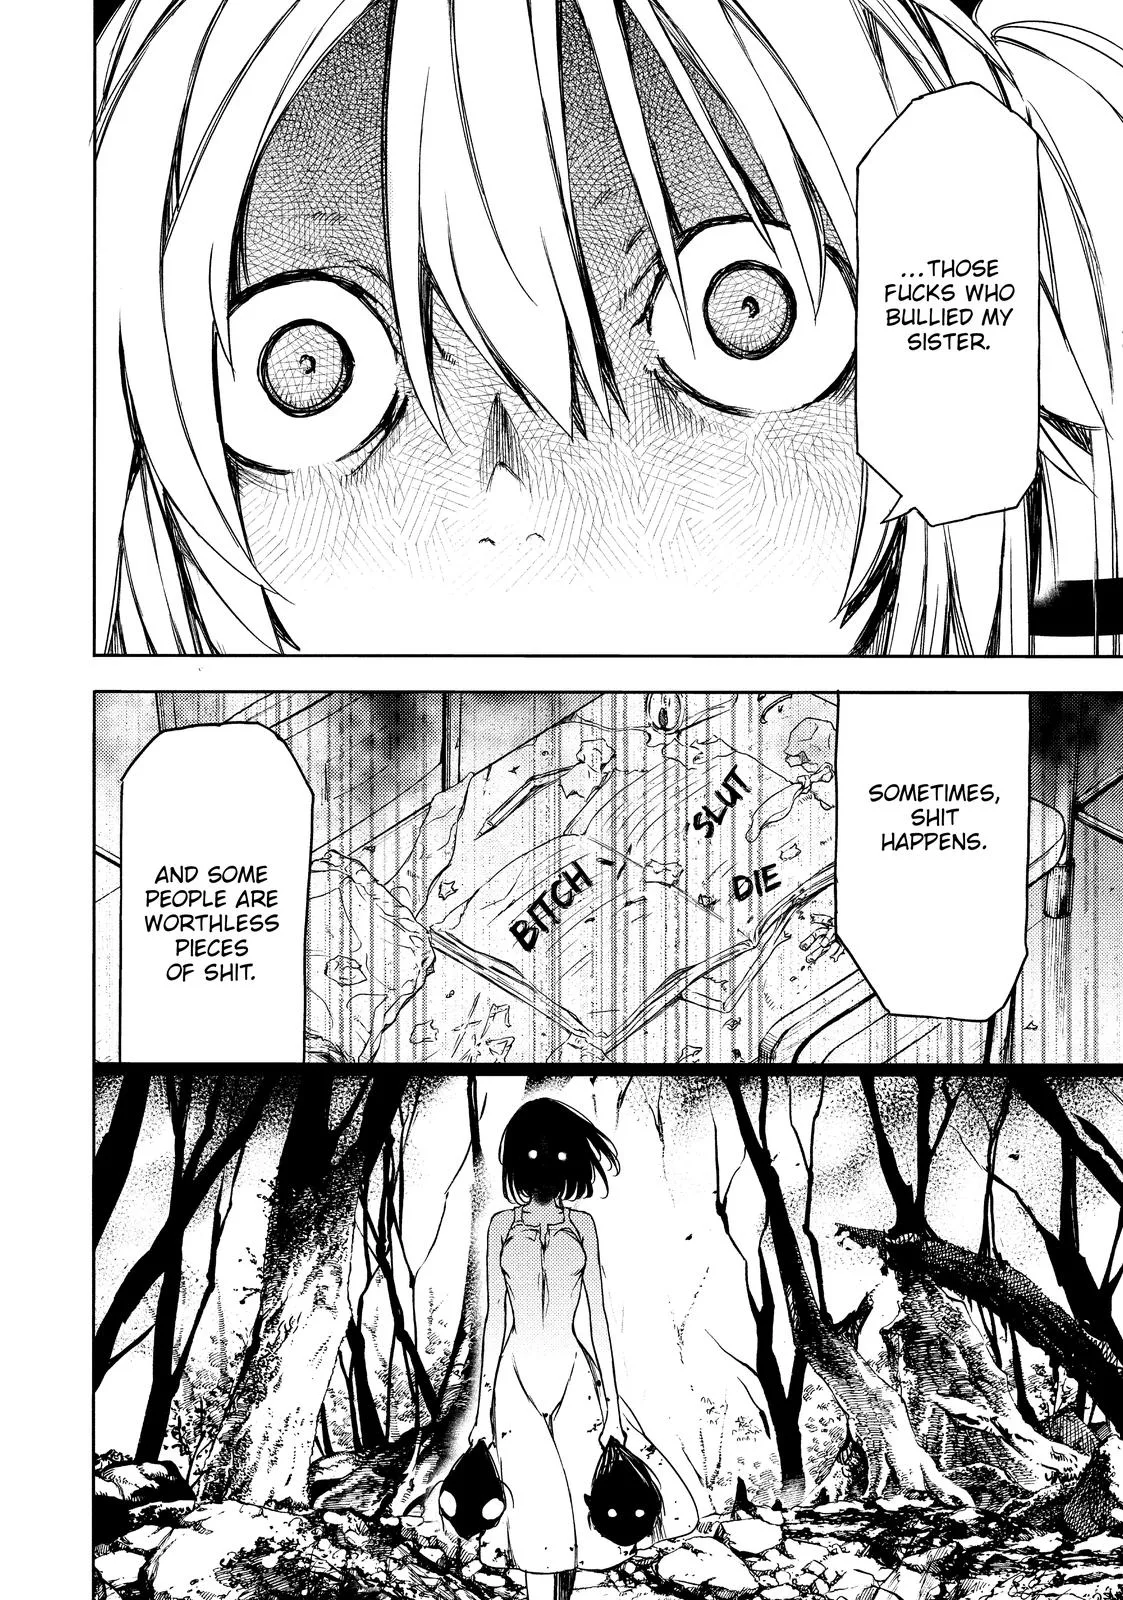 ...THOSE
FUCKS WHO
BULLIED MY
SISTER.
SOMETIMES,
SHIT
HAPPENS.
SLUT
DIE
BITCH
AND SOME
PEOPLE ARE
WORTHLESS
PIECES
OF SHIT.